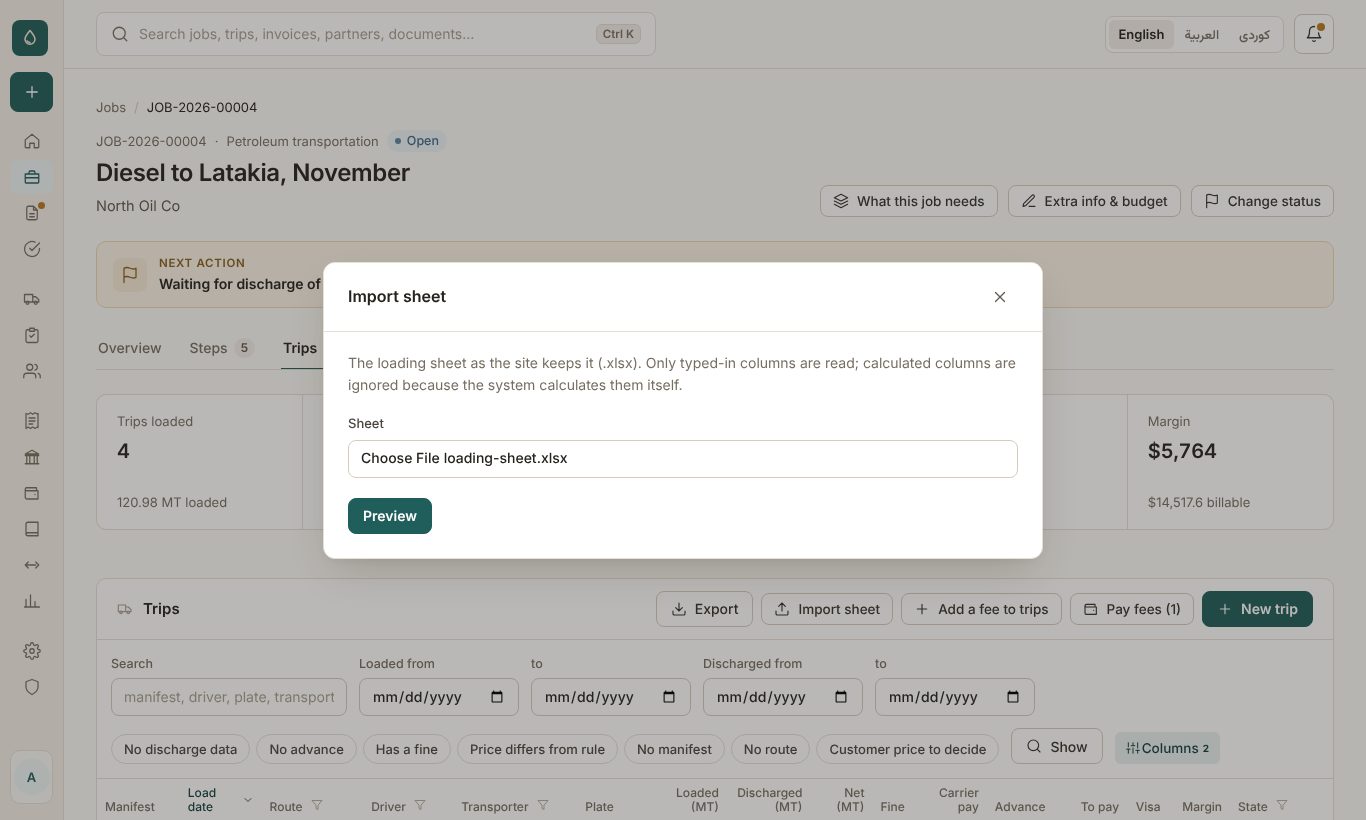 Search jobs, trips, invoices, partners, documents...
Ctrl K
English
العربية
كوردی
Jobs / JOB-2026-00004
JOB-2026-00004 · Petroleum transportation
Open
Diesel to Latakia, November
North Oil Co
What this job needs
Extra info & budget
Change status
NEXT ACTION
Waiting for discharge of
Import sheet
The loading sheet as the site keeps it (.xlsx). Only typed-in columns are read; calculated columns are
ignored because the system calculates them itself.
Sheet
Choose File loading-sheet.xlsx
Preview
Overview
Steps 5
Trips
Trips loaded
4
120.98 MT loaded
Margin
$5,764
$14,517.6 billable
Trips
Export
Import sheet
Add a fee to trips
Pay fees (1)
New trip
Search
Loaded from
to
Discharged from
to
manifest, driver, plate, transport
mm/dd/yyyy
mm/dd/yyyy
mm/dd/yyyy
mm/dd/yyyy
No discharge data
No advance
Has a fine
Price differs from rule
No manifest
No route
Customer price to decide
Show
Columns 2
Manifest
Load date
Route
Driver
Transporter
Plate
Loaded (MT)
Discharged (MT)
Net (MT)
Fine
Carrier pay
Advance
To pay
Visa
Margin
State
A